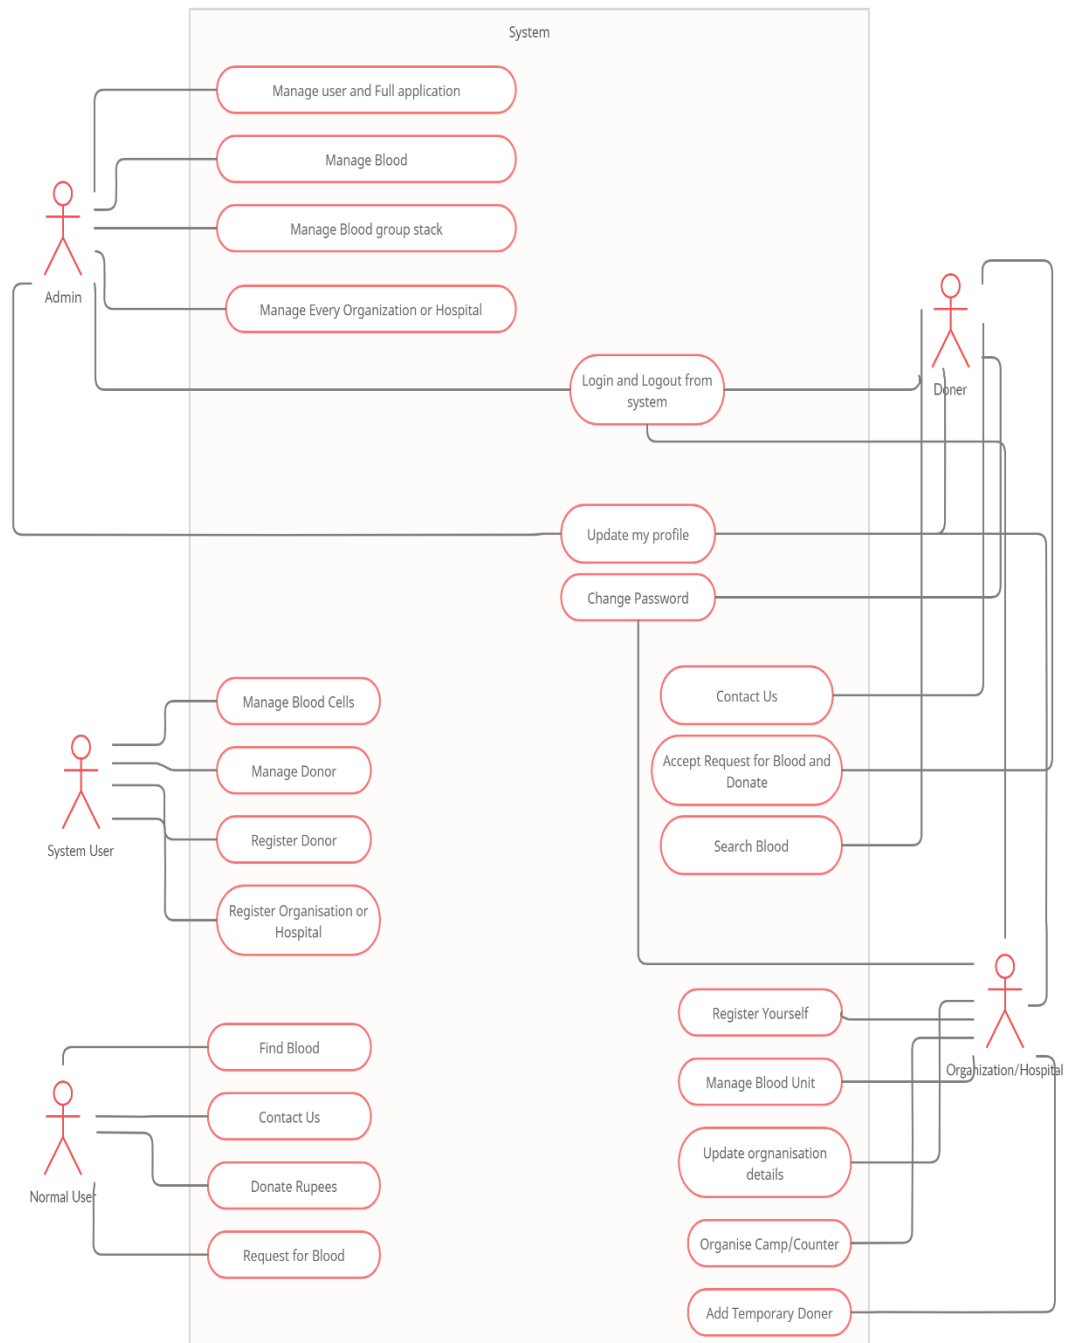 System
Manage user and Full application
Manage Blood
Manage Blood group stack
Admin
Manage Every Organization or Hospital
Login and Logout from
system
Doner
Update my profile
Change Password
Contact Us
Accept Request for Blood and
Donate
Search Blood
Manage Blood Cells
Manage Donor
Register Donor
System User
Register Organisation or
Hospital
Find Blood
Contact Us
Donate Rupees
Normal User
Request for Blood
Register Yourself
Organization/Hospital
Manage Blood Unit
Update orgnanisation
details
Organise Camp/Counter
Add Temporary Doner